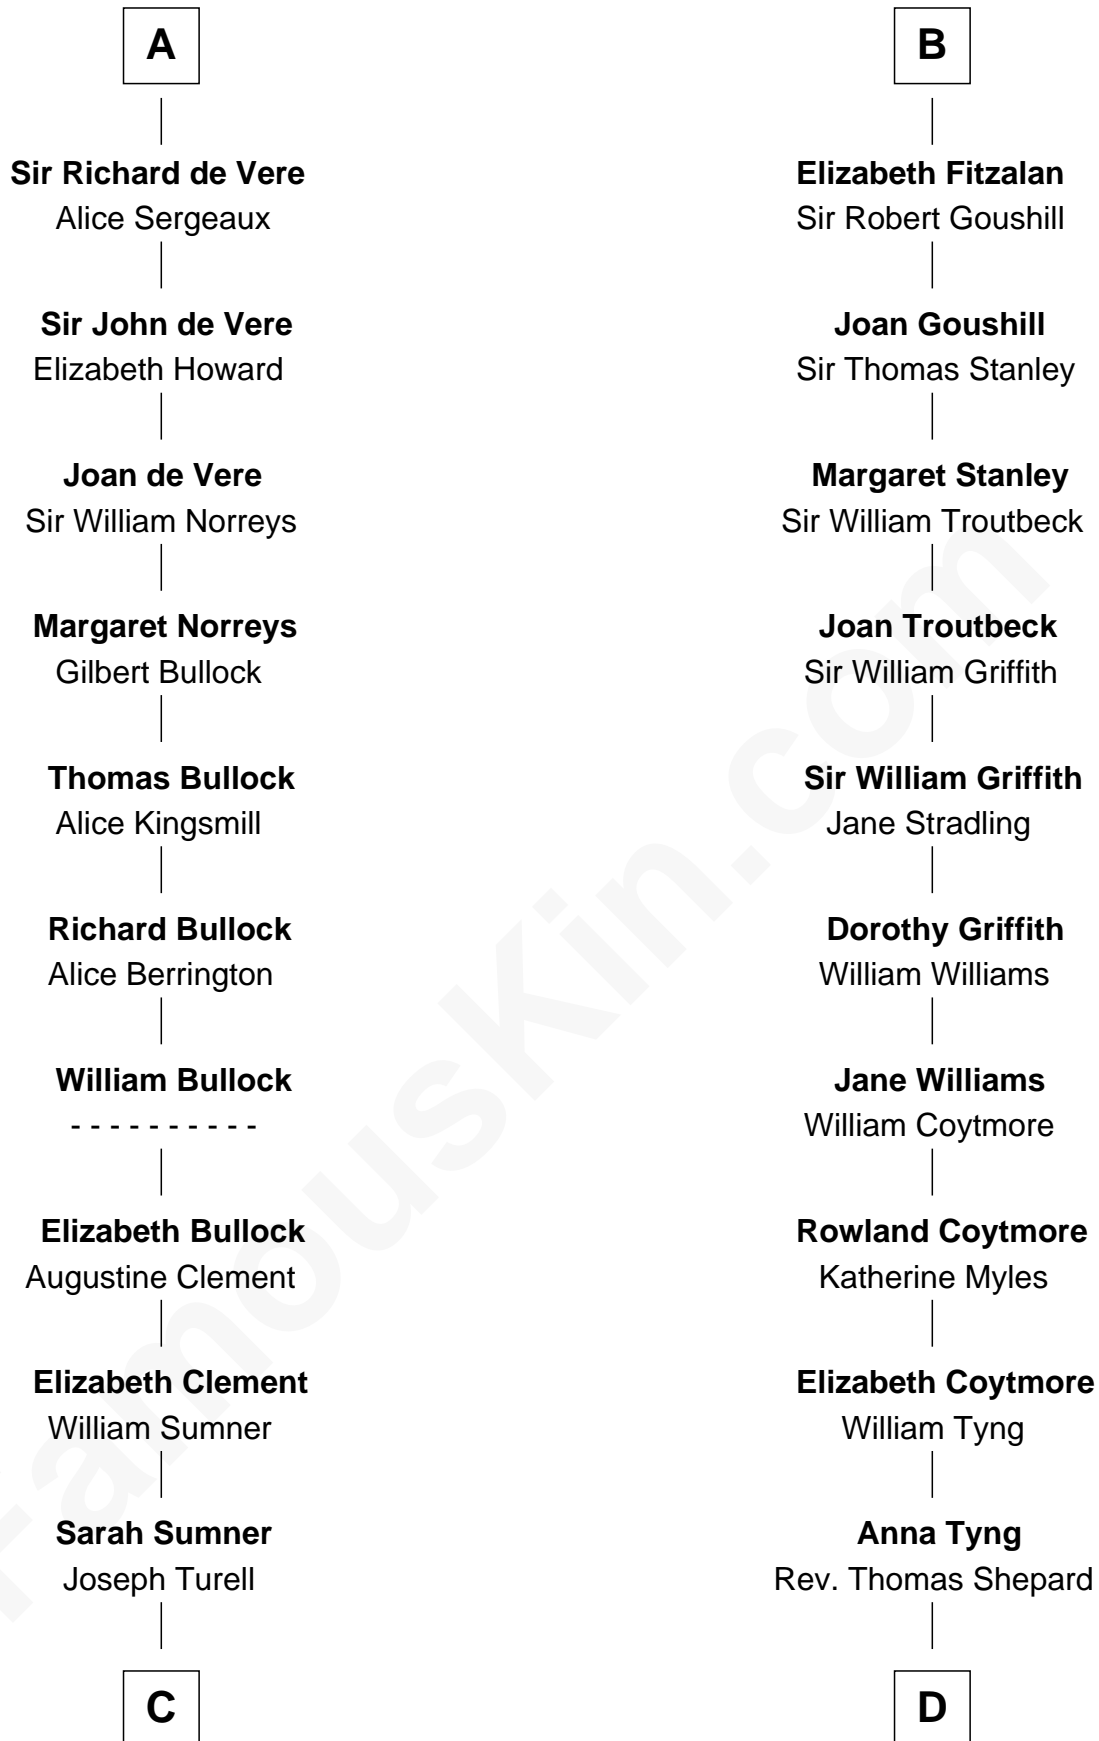 A
Sir Richard de Vere
Alice Sergeaux
Sir John de Vere
Elizabeth Howard
Joan de Vere
Sir William Norreys
Margaret Norreys
Gilbert Bullock
Thomas Bullock
Alice Kingsmill
Richard Bullock
Alice Berrington
William Bullock
- - - - - - - - - -
Elizabeth Bullock
Augustine Clement
Elizabeth Clement
William Sumner
Sarah Sumner
Joseph Turell
C
B
Elizabeth Fitzalan
Sir Robert Goushill
Joan Goushill
Sir Thomas Stanley
Margaret Stanley
Sir William Troutbeck
Joan Troutbeck
Sir William Griffith
Sir William Griffith
Jane Stradling
Dorothy Griffith
William Williams
Jane Williams
William Coytmore
Rowland Coytmore
Katherine Myles
Elizabeth Coytmore
William Tyng
Anna Tyng
Rev. Thomas Shepard
D
FamousKin.com